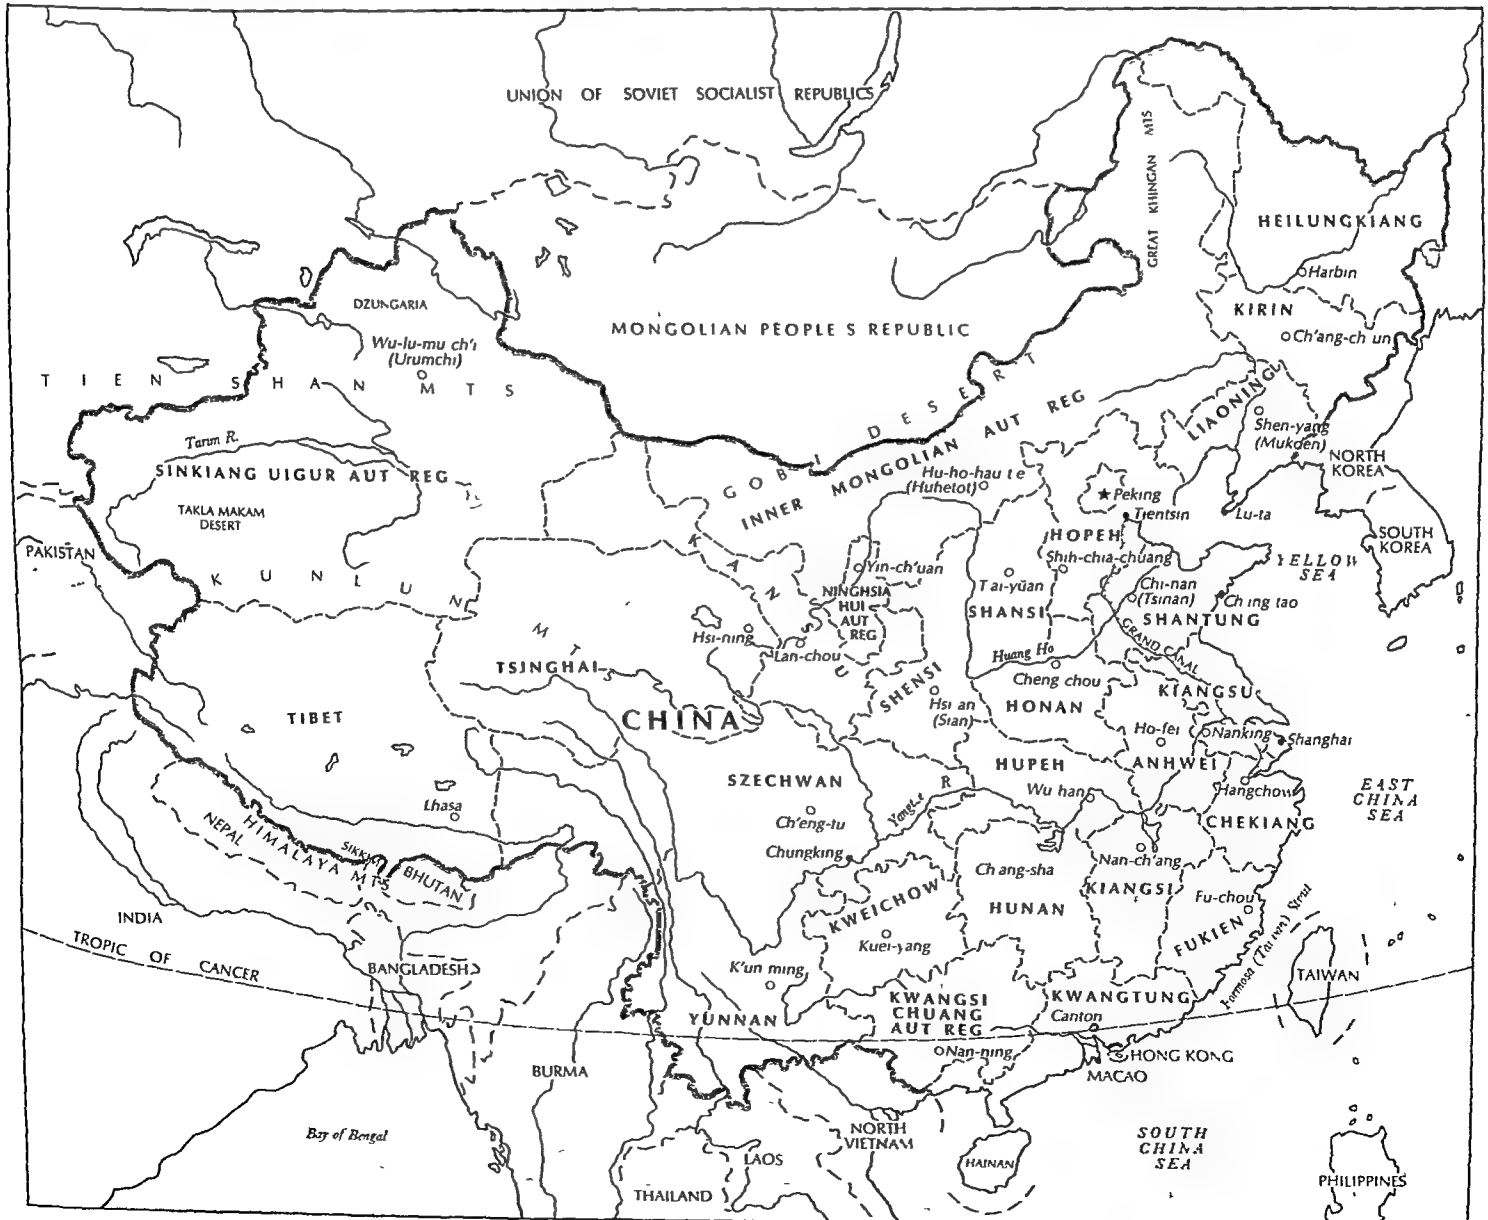 UNION OF SOVIET SOCIALIST REPUBLICS
GREAT KHINGAN MTS
HEILUNGKIANG
Harbin
DZUNGARIA
KIRIN
MONGOLIAN PEOPLE S REPUBLIC
Ch'ang-ch un
Wu-lu-mu ch'i
(Urumchi)
TIEN SHAN MTS
GOBI DESERT
INNER MONGOLIAN AUT REG
LIAONING
Shen-yang
(Mukden)
Tarim R.
SINKIANG UIGUR AUT REG
NORTH
KOREA
Hu-ho-hau t e
(Huhetot)
Peking
Tientsin
Lu-ta
TAKLA MAKAM
DESERT
SOUTH
KOREA
HOPEH
PAKISTAN
Shih-chia-chuang
YELLOW
SEA
KUNLUN
MTS
KANSU
Yin-ch'uan
T ai-yüan
Chi-nan
(Tsinan)
NINGHSIA
HUI
AUT
REG
Ch ing tao
SHANSI
SHANTUNG
Hsi-ning
Lan-chou
GRAND CANAL
Huang Ho
TSINGHAI
Cheng chou
SHENSI
KIANGSU
Hsi an
(Sian)
HONAN
TIBET
CHINA
Ho-fei
Nanking
Shanghai
HUPEH
ANHWEI
SZECHWAN
Wu han
Hangchow
EAST
CHINA
SEA
Lhasa
Yangtze R
Ch'eng-tu
CHEKIANG
NEPAL
HIMALAYA MTS
SIKKIM
BHUTAN
Chungking
Ch ang-sha
Nan-ch'ang
KIANGSI
KWEICHOW
Fu-chou
HUNAN
INDIA
FUKIEN
Formosa (Tai wan) Strait
Kuei-yang
TROPIC OF CANCER
BANGLADESH
K'un ming
TAIWAN
KWANGSI
CHUANG
AUT REG
KWANGTUNG
YUNNAN
Canton
Nan-ning
HONG KONG
MACAO
BURMA
NORTH
VIETNAM
Bay of Bengal
SOUTH
CHINA
SEA
LAOS
HAINAN
THAILAND
PHILIPPINES